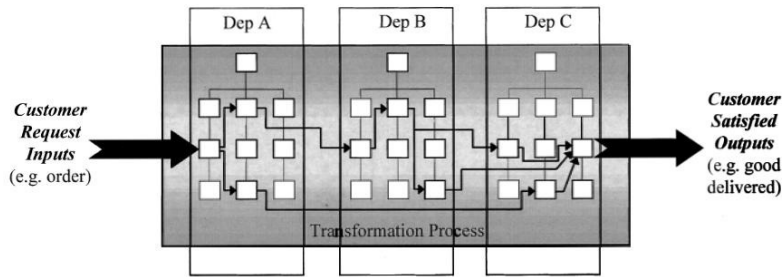 Dep A
Dep B
Dep C
Customer
Request
Inputs
(e.g. order)
Customer
Satisfied
Outputs
(e.g. good
delivered)
Transformation Process